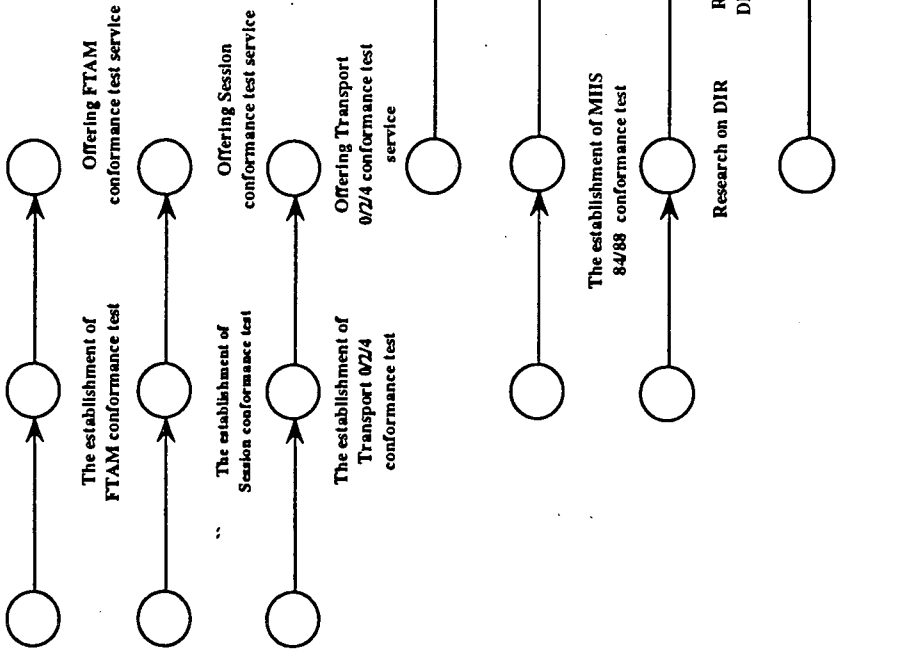 The establishment of
FTAM conformance test
Offering FTAM
conformance test service
The establishment of
Session conformance test
Offering Session
conformance test service
The establishment of
Transport 0/2/4
conformance test
Offering Transport
0/2/4 conformance test
service
The establishment of MHS
84/88 conformance test
Research on DIR